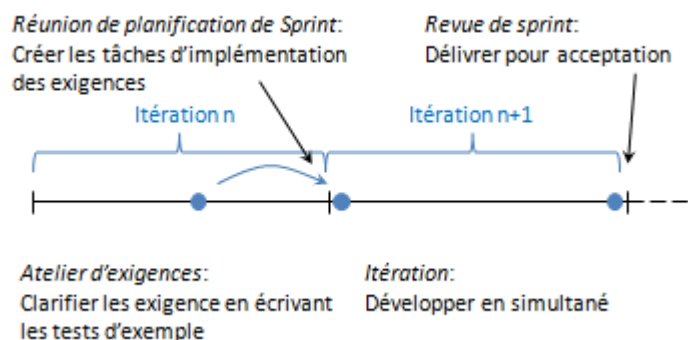 Réunion de planification de Sprint:
Créer les tâches d'implémentation
des exigences
Revue de sprint:
Délivrer pour acceptation
Itération n
Itération n+1
Atelier d'exigences:
Clarifier les exigence en écrivant
les tests d'exemple
Itération:
Développer en simultané